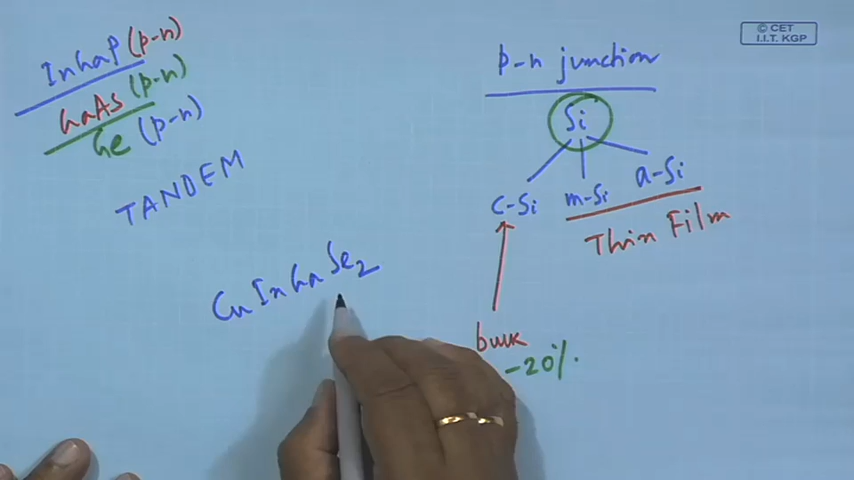 InGaP (p-n)
GaAs (p-n)
Ge (p-n)
TANDEM
CuInGaSe2
© CET
I.I.T. KGP
p-n junction
Si
c-Si m-Si a-Si
Thin Film
bulk
~20%